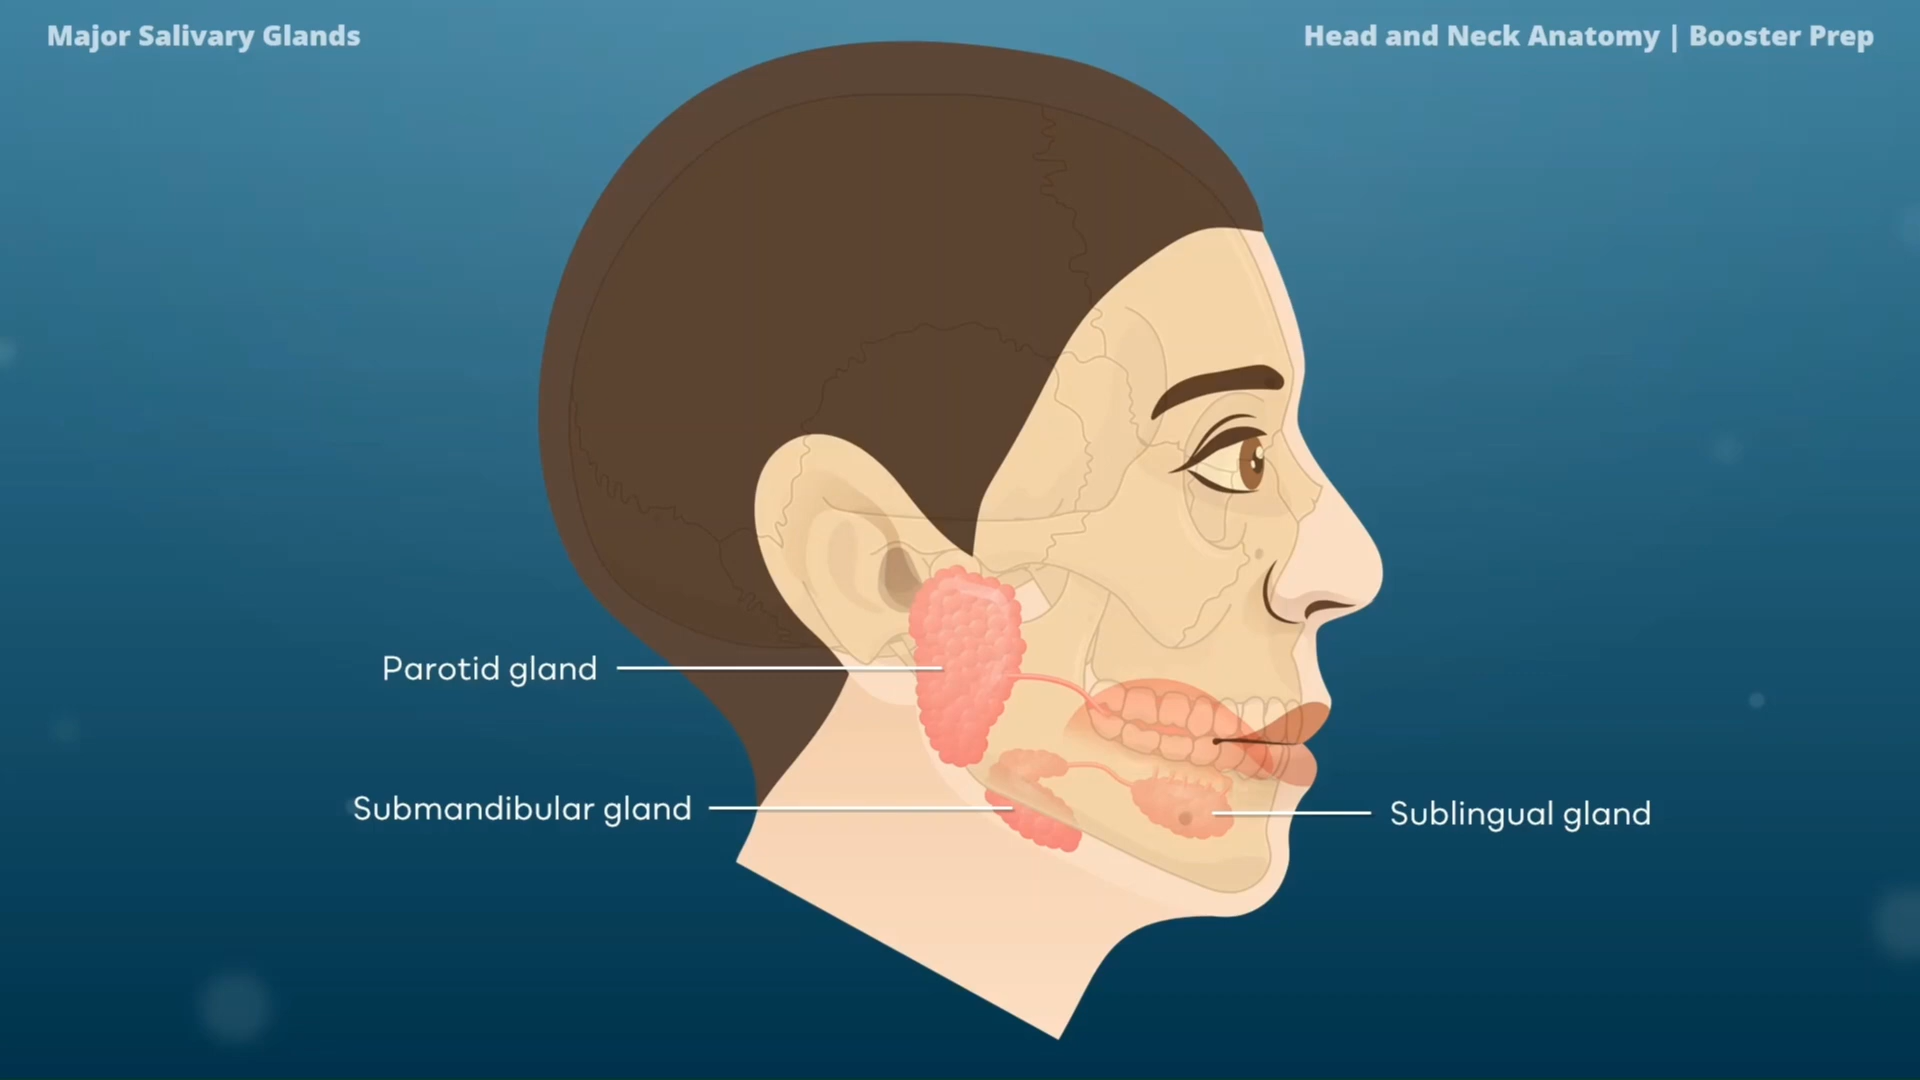 Major Salivary Glands
Head and Neck Anatomy | Booster Prep
Parotid gland
Submandibular gland
Sublingual gland